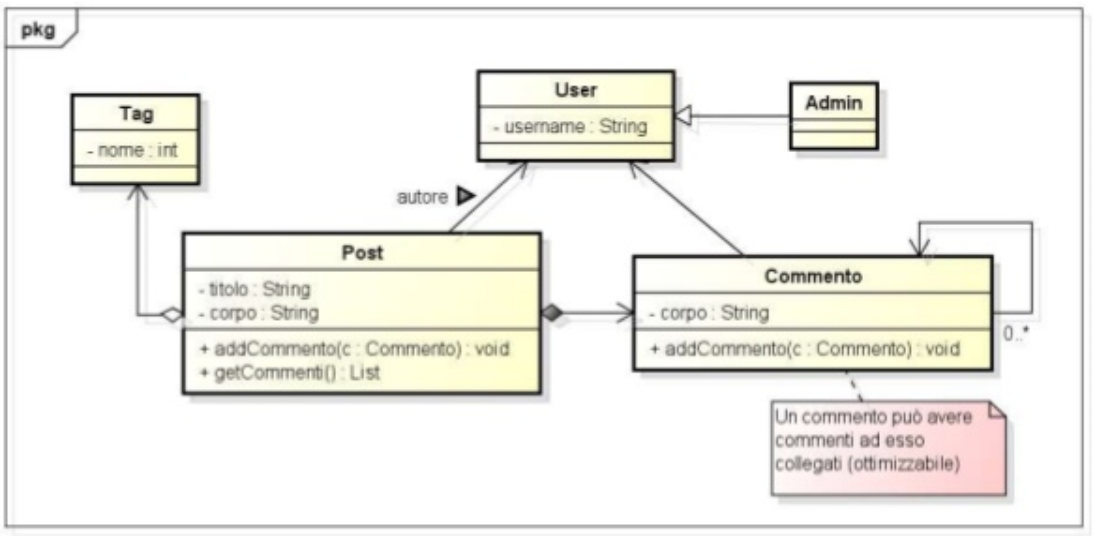 pkg
Tag
- nome : int
User
- username : String
Admin
autore
Post
- titolo : String
- corpo : String
+ addCommento(c : Commento) : void
+ getCommenti() : List
Commento
- corpo : String
+ addCommento(c : Commento) : void
0..*
Un commento può avere
commenti ad esso
collegati (ottimizzabile)